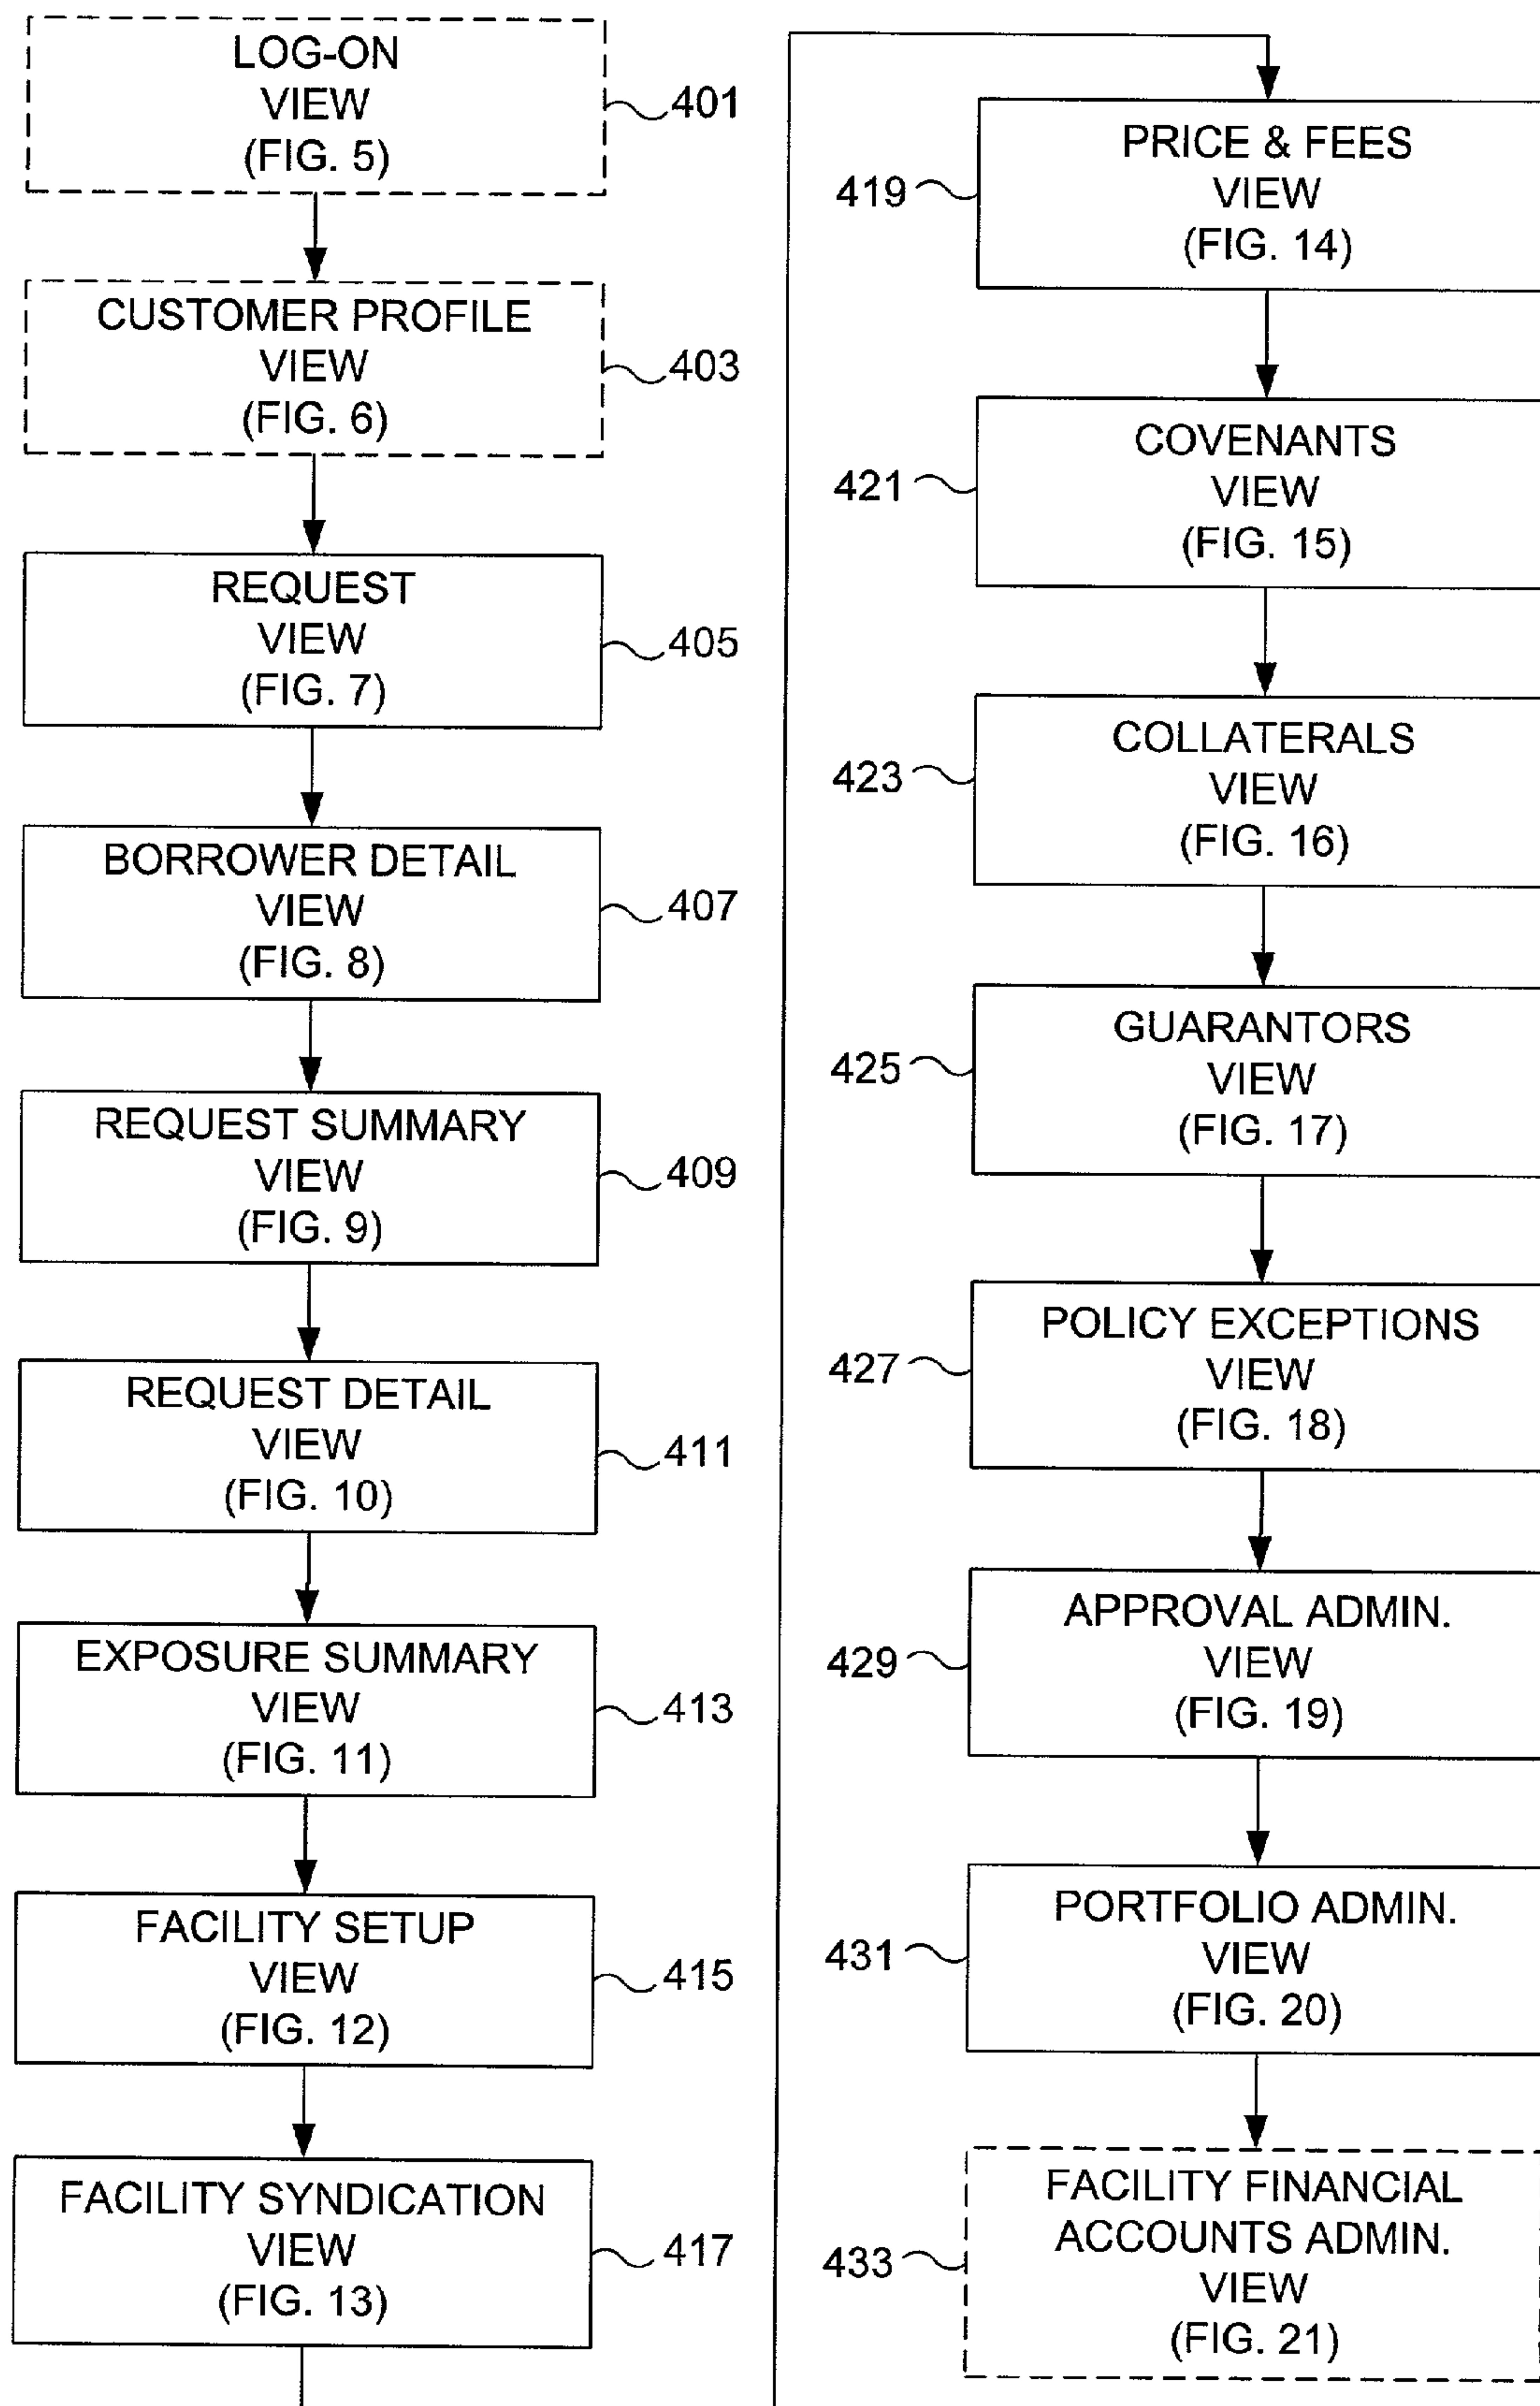 LOG-ON
VIEW
(FIG. 5)
401
CUSTOMER PROFILE
VIEW
(FIG. 6)
403
REQUEST
VIEW
(FIG. 7)
405
BORROWER DETAIL
VIEW
(FIG. 8)
407
REQUEST SUMMARY
VIEW
(FIG. 9)
409
REQUEST DETAIL
VIEW
(FIG. 10)
411
EXPOSURE SUMMARY
VIEW
(FIG. 11)
413
FACILITY SETUP
VIEW
(FIG. 12)
415
FACILITY SYNDICATION
VIEW
(FIG. 13)
417
PRICE & FEES
VIEW
(FIG. 14)
419
COVENANTS
VIEW
(FIG. 15)
421
COLLATERALS
VIEW
(FIG. 16)
423
GUARANTORS
VIEW
(FIG. 17)
425
POLICY EXCEPTIONS
VIEW
(FIG. 18)
427
APPROVAL ADMIN.
VIEW
(FIG. 19)
429
PORTFOLIO ADMIN.
VIEW
(FIG. 20)
431
FACILITY FINANCIAL
ACCOUNTS ADMIN.
VIEW
(FIG. 21)
433